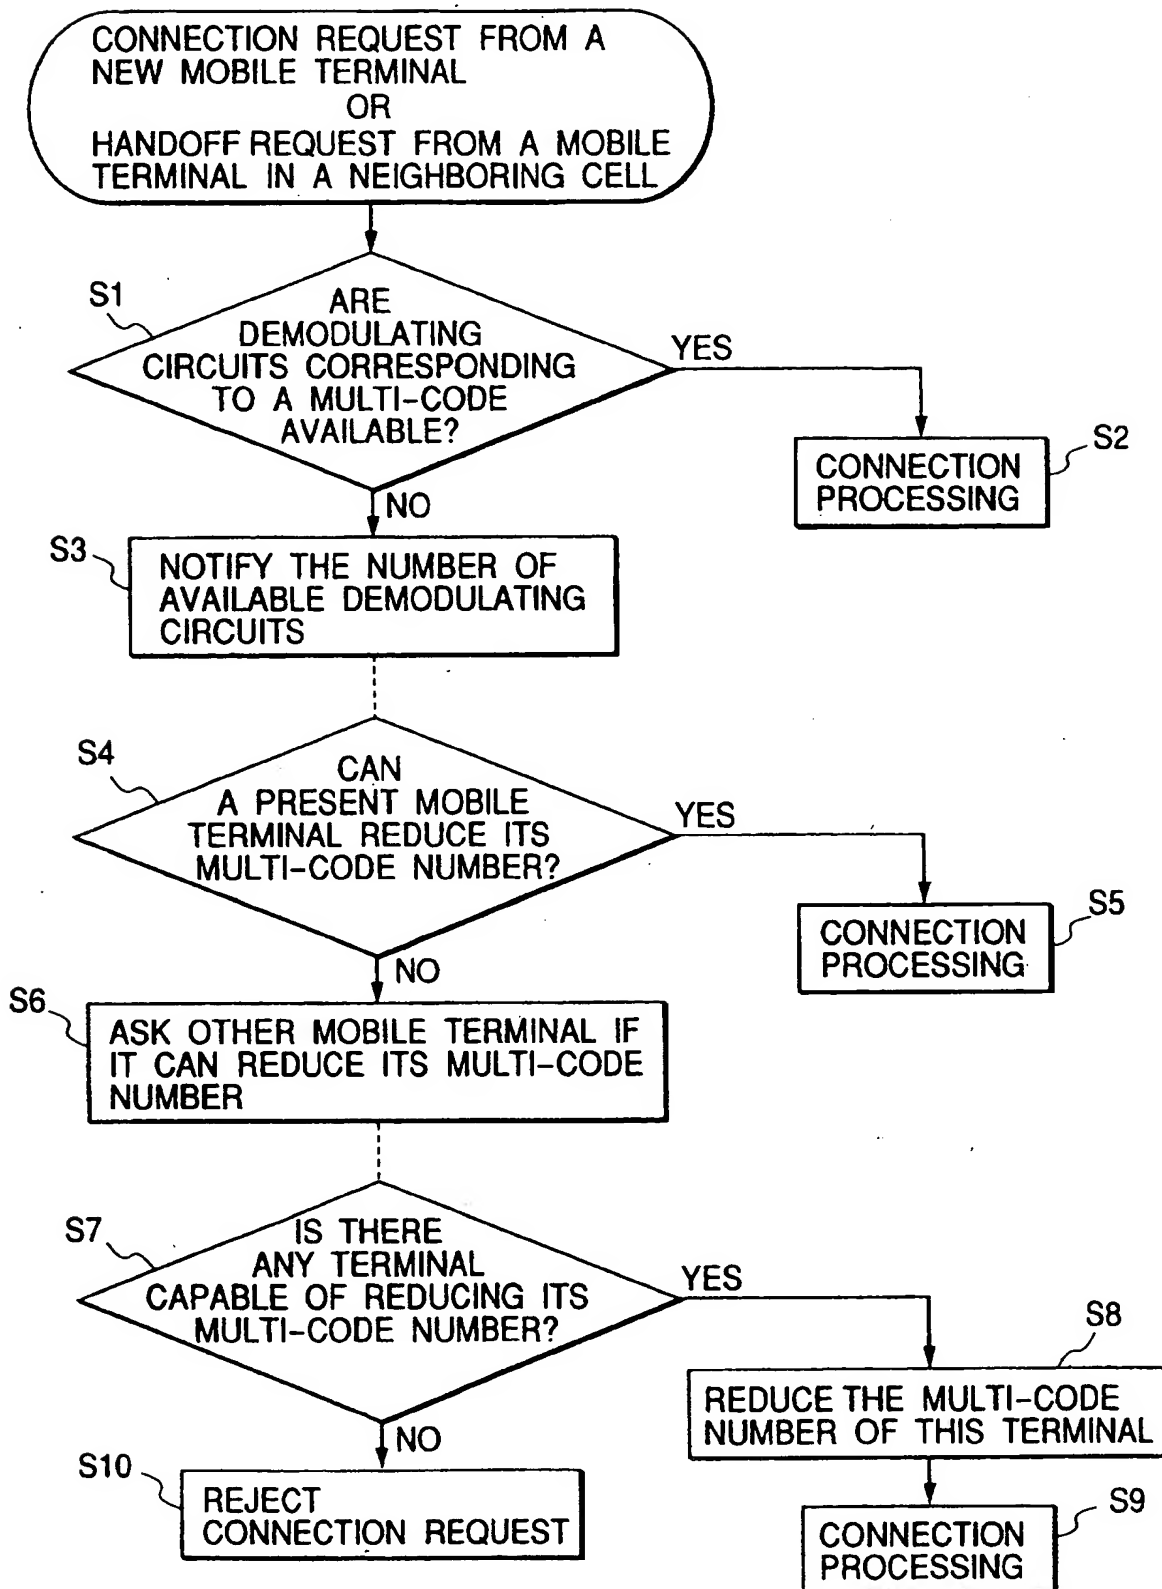 CONNECTION REQUEST FROM A
NEW MOBILE TERMINAL
OR
HANDOFF REQUEST FROM A MOBILE
TERMINAL IN A NEIGHBORING CELL
S1
ARE
DEMODULATING
CIRCUITS CORRESPONDING
TO A MULTI-CODE
AVAILABLE?
YES
S2
CONNECTION
PROCESSING
NO
S3
NOTIFY THE NUMBER OF
AVAILABLE DEMODULATING
CIRCUITS
S4
CAN
A PRESENT MOBILE
TERMINAL REDUCE ITS
MULTI-CODE NUMBER?
YES
S5
CONNECTION
PROCESSING
NO
S6
ASK OTHER MOBILE TERMINAL IF
IT CAN REDUCE ITS MULTI-CODE
NUMBER
S7
IS THERE
ANY TERMINAL
CAPABLE OF REDUCING ITS
MULTI-CODE NUMBER?
YES
S8
REDUCE THE MULTI-CODE
NUMBER OF THIS TERMINAL
NO
S10
REJECT
CONNECTION REQUEST
S9
CONNECTION
PROCESSING